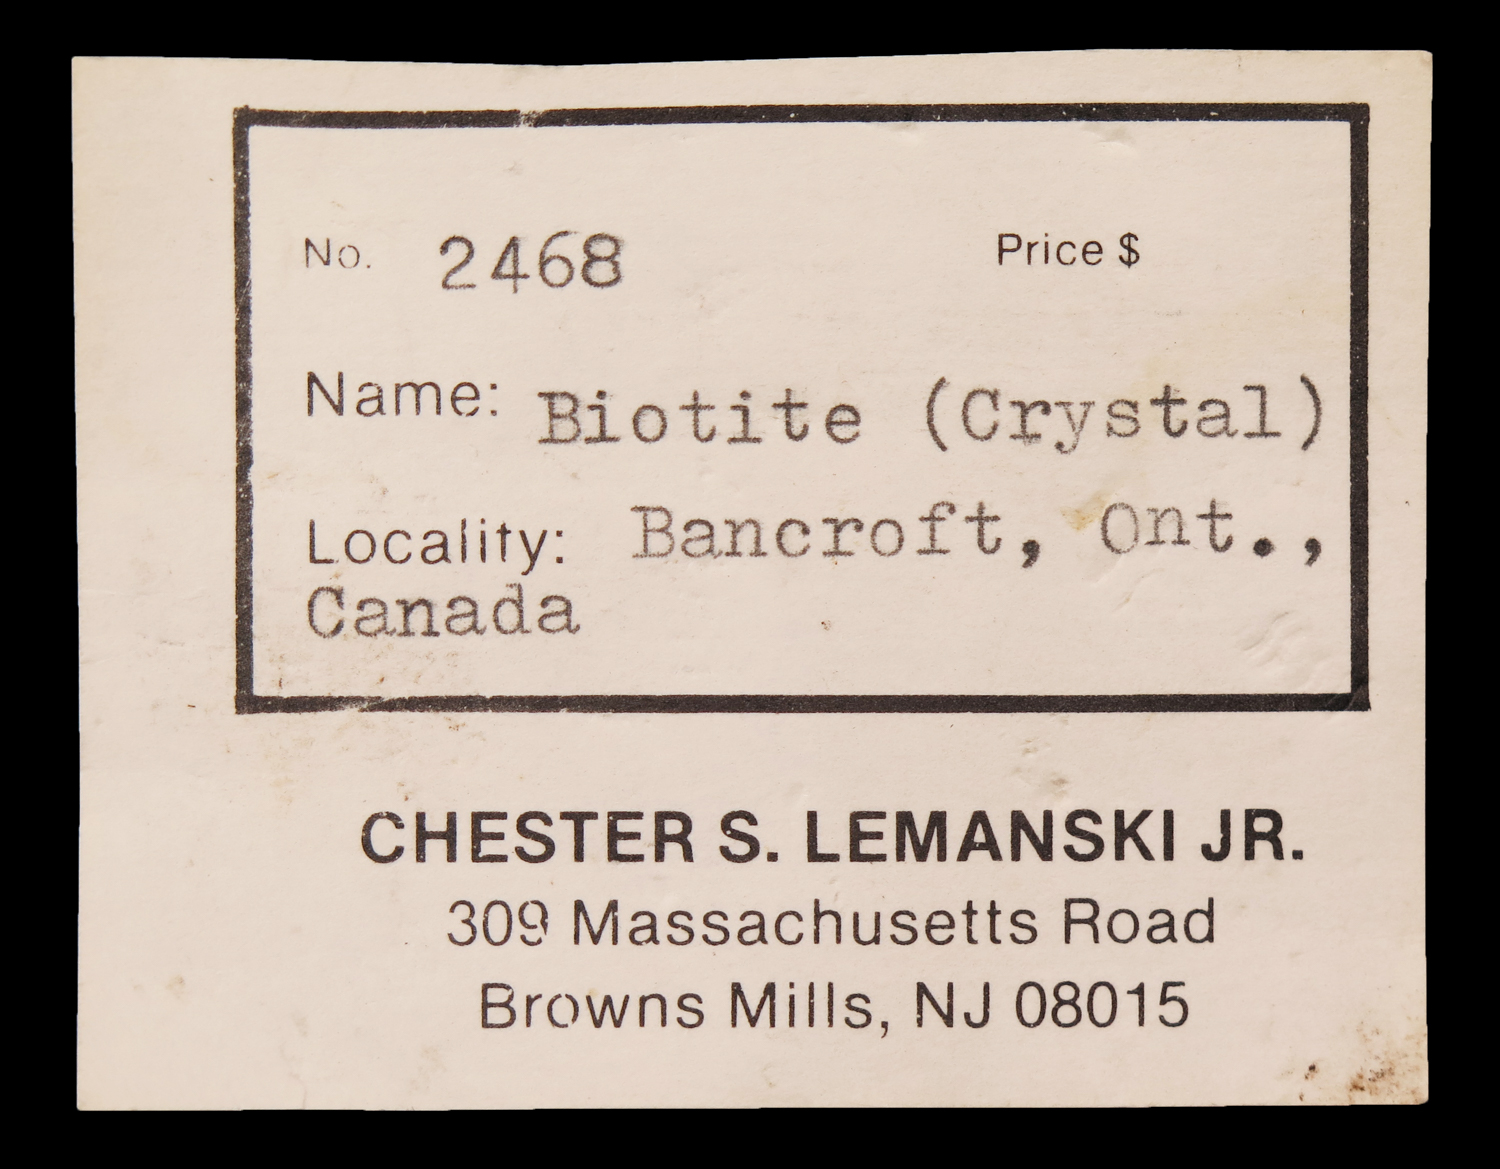 No. 2468 Price $
Name: Biotite (Crystal)
Locality: Bancroft, Ont.,
Canada
CHESTER S. LEMANSKI JR.
309 Massachusetts Road
Browns Mills, NJ 08015